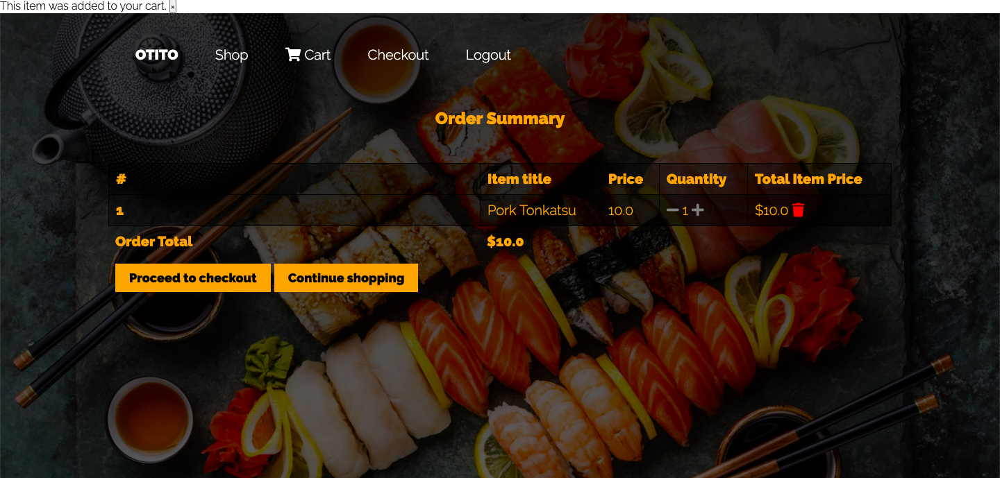 This item was added to your cart. ×
OTITO Shop Cart Checkout Logout
Order Summary
# Item title Price Quantity Total Item Price
1 Pork Tonkatsu 10.0 1 $10.0
Order Total $10.0
Proceed to checkout Continue shopping